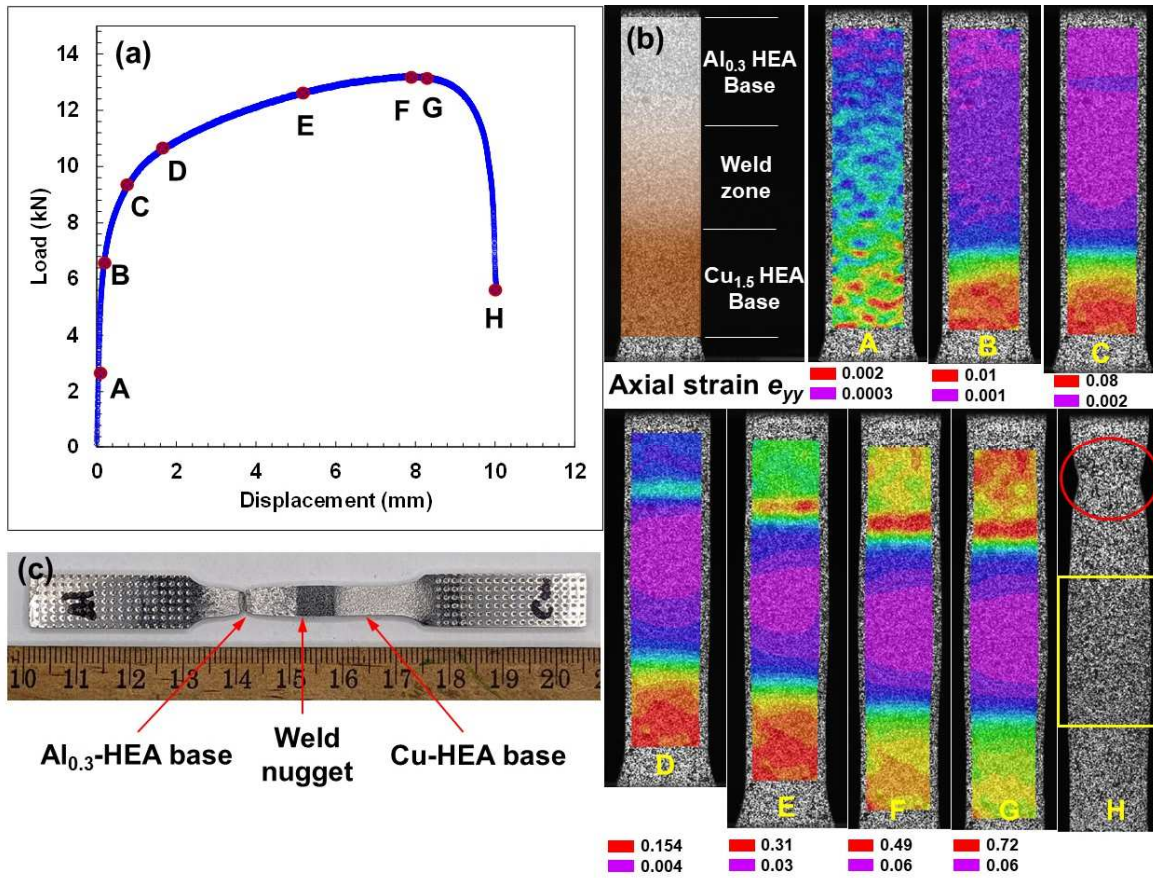 (a)
14
12
10
8
6
4
2
0
Load (kN)
A
B
C
D
E
F
G
H
0 2 4 6 8 10 12
Displacement (mm)
(b)
Al0.3 HEA
Base
Weld
zone
Cu1.5 HEA
Base
A
B
C
Axial strain eyy
0.002
0.0003
0.01
0.001
0.08
0.002
D
E
F
G
H
0.154
0.004
0.31
0.03
0.49
0.06
0.72
0.06
(c)
Al
Cu
10 11 12 13 14 15 16 17 18 19 20 21
Al0.3-HEA base
Weld
nugget
Cu-HEA base